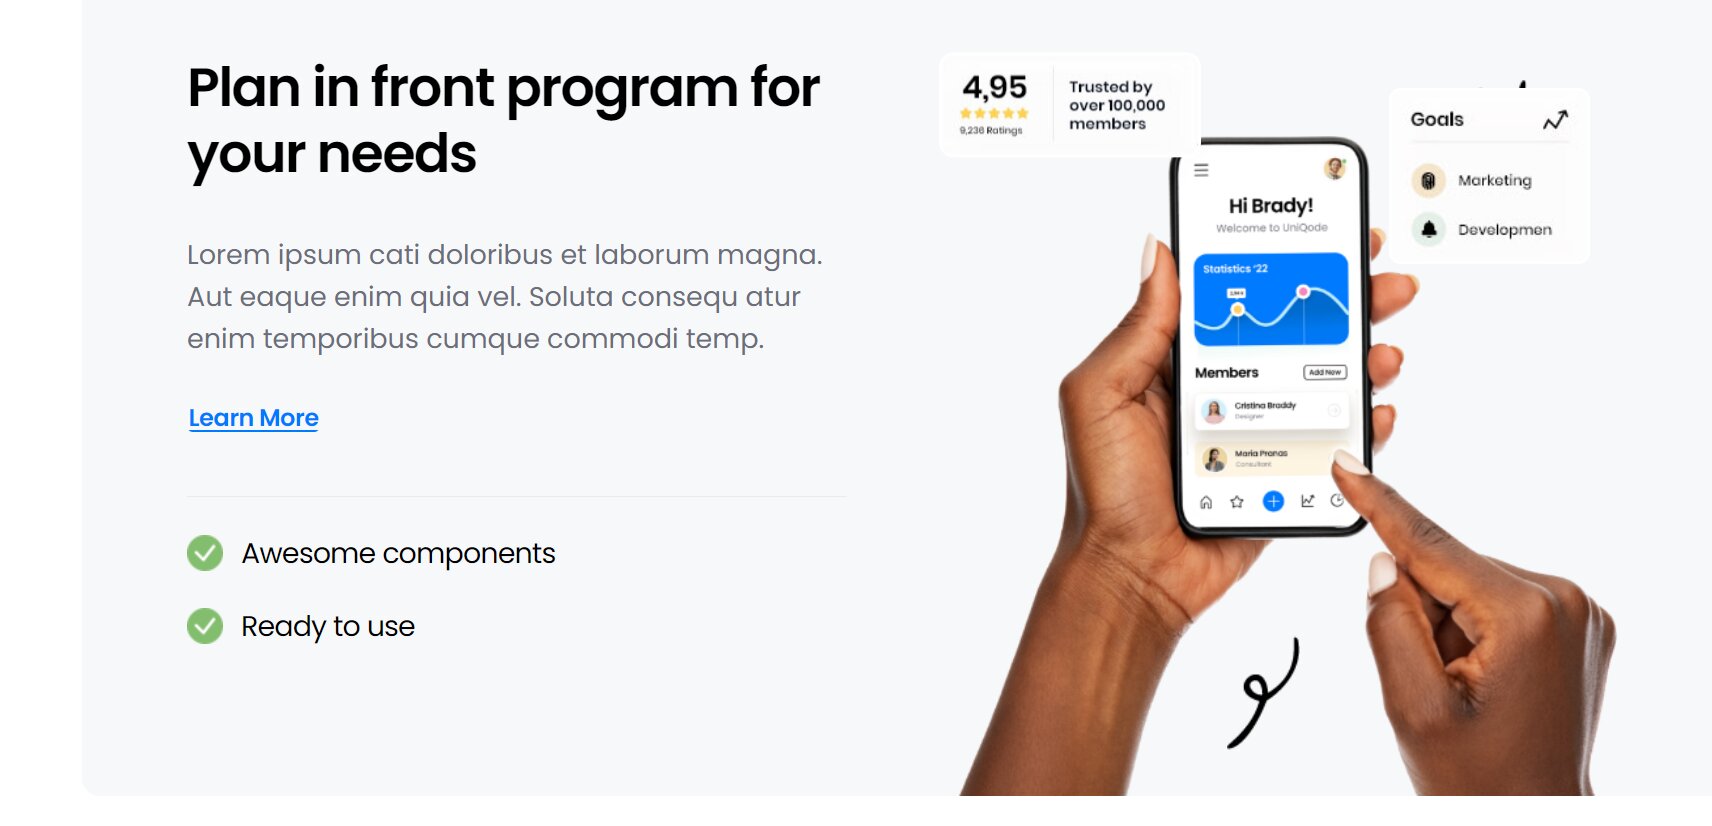 Plan in front program for
your needs
Lorem ipsum cati doloribus et laborum magna.
Aut eaque enim quia vel. Soluta consequ atur
enim temporibus cumque commodi temp.
Learn More
Awesome components
Ready to use
4,95
9,236 Ratings
Trusted by
over 100,000
members
Goals
Marketing
Developmen
Hi Brady!
Welcome to UniQode
Statistics '22
Members
Add New
Cristina Braddy
Designer
Maria Pranas
Consultant